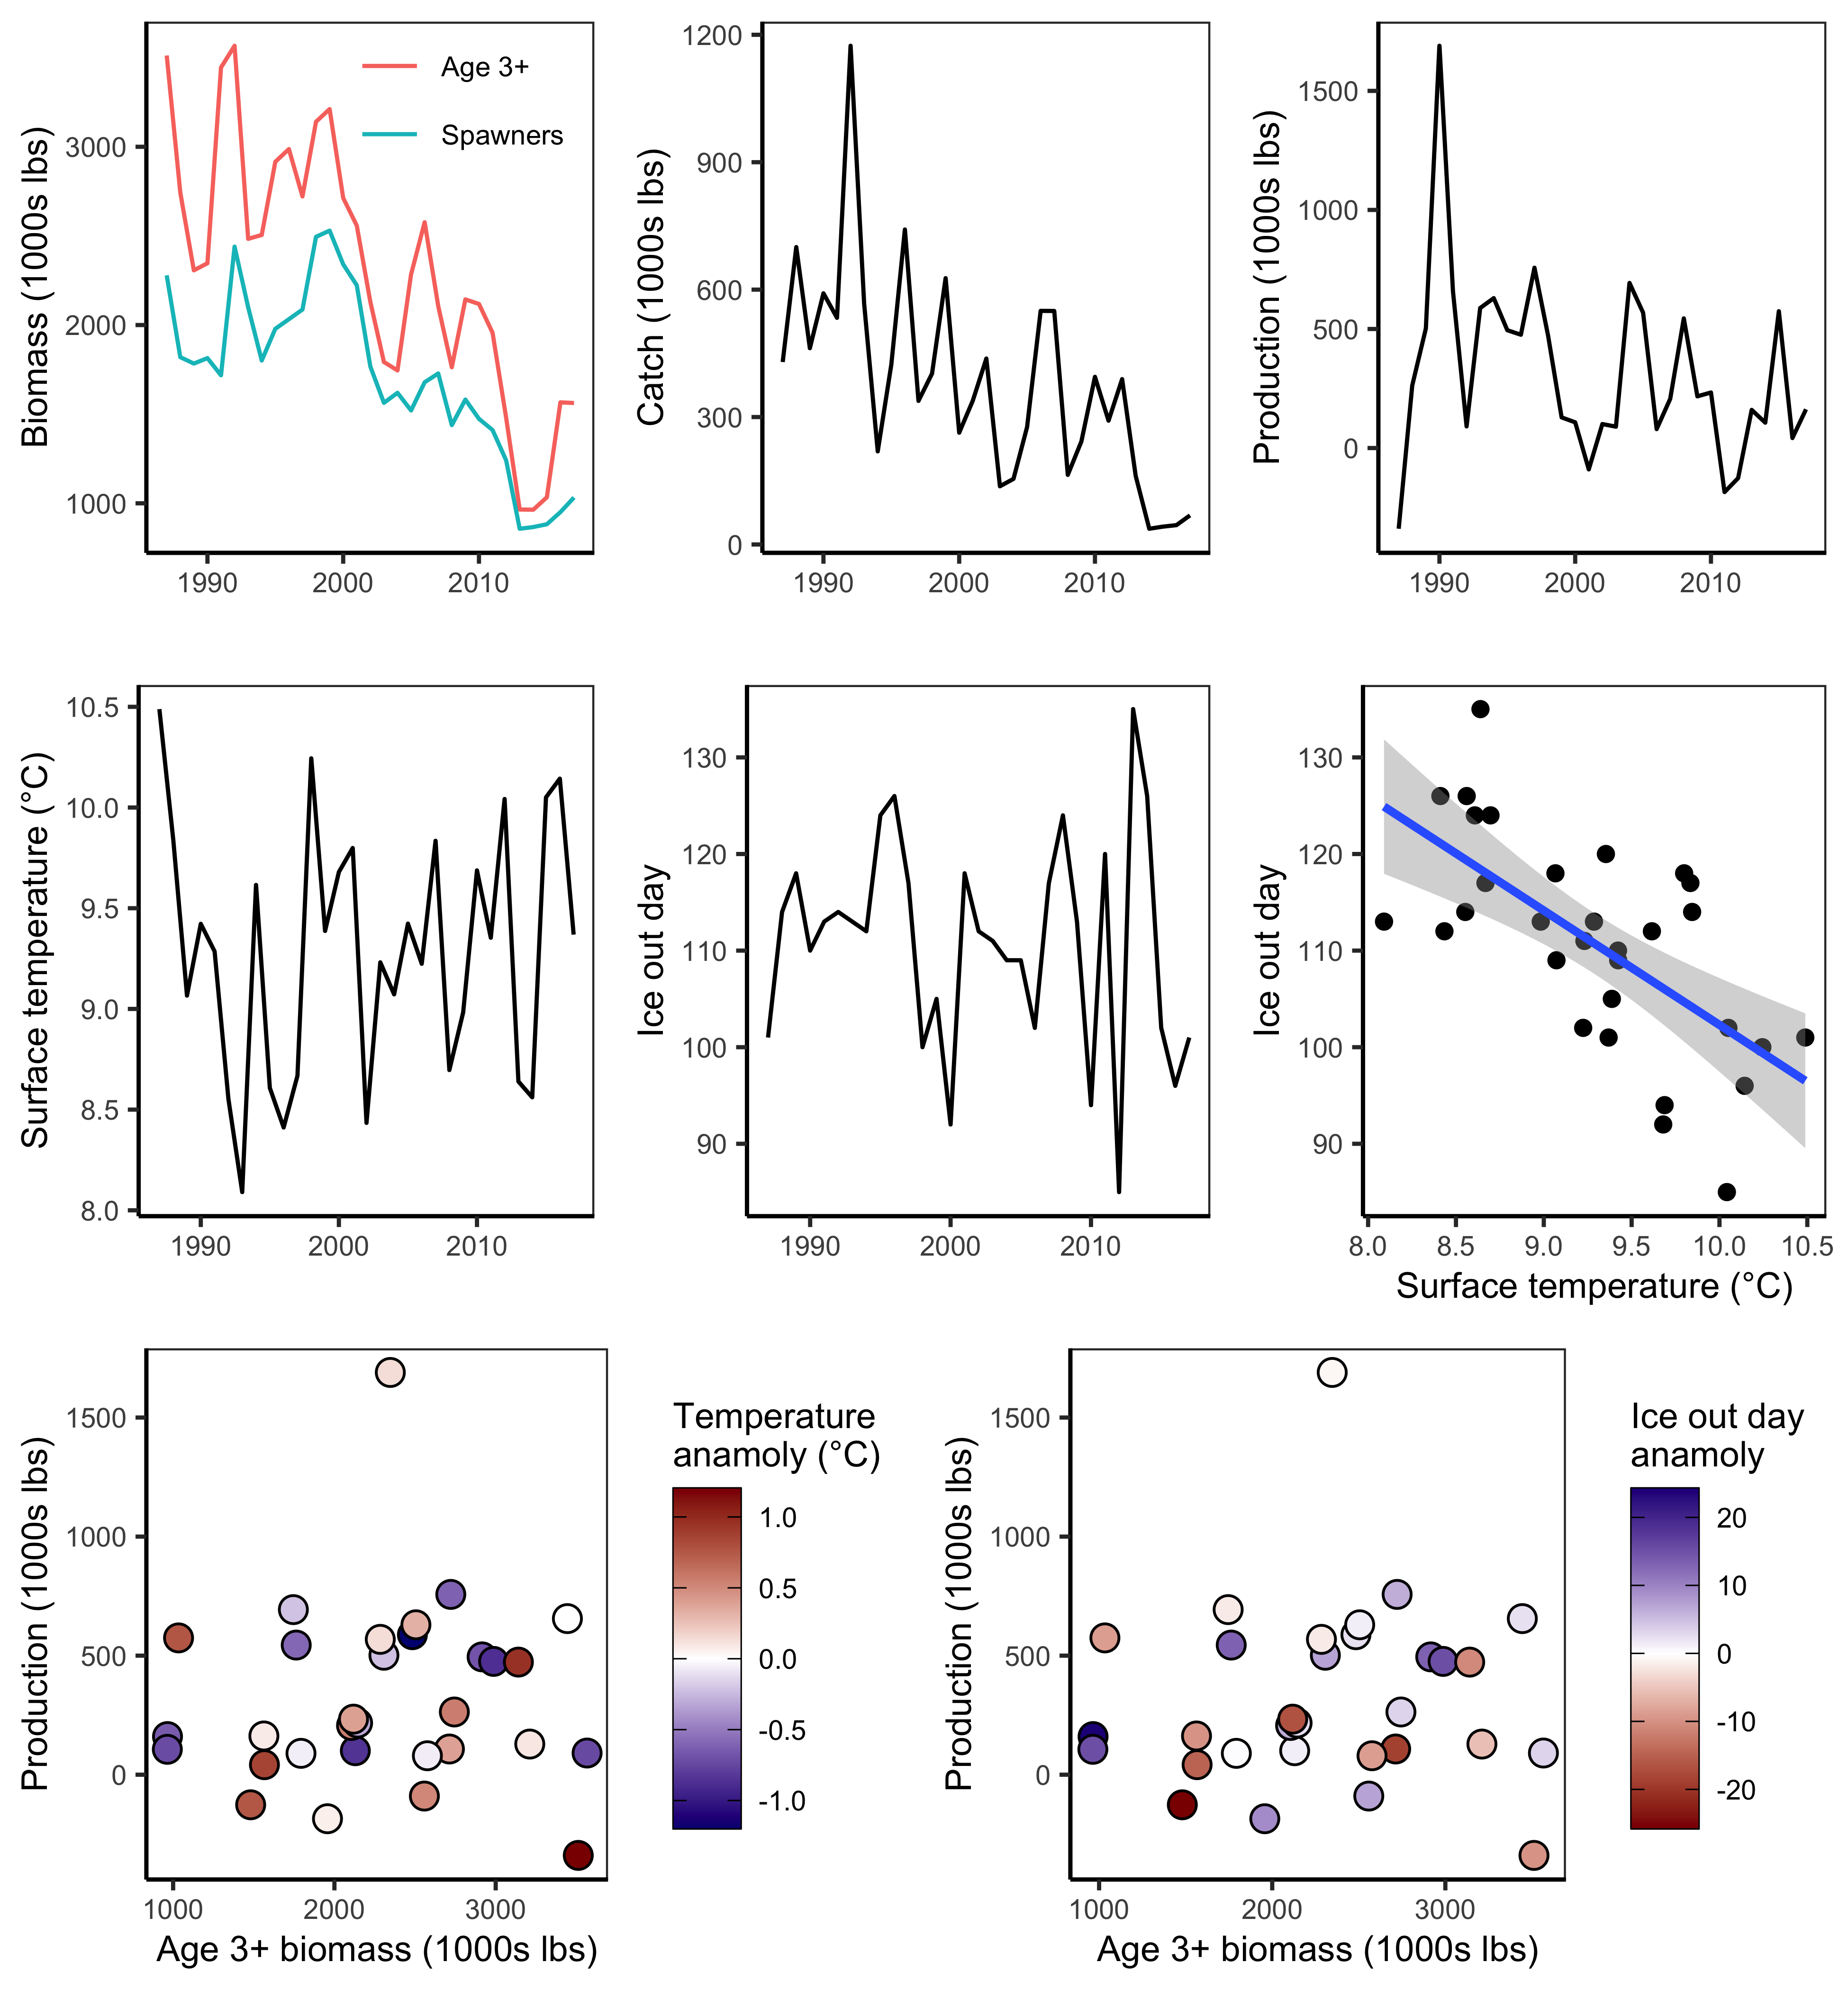 Biomass (1000s lbs)
3000
2000
1000
Age 3+
Spawners
1990 2000 2010
Catch (1000s lbs)
1200
900
600
300
0
1990 2000 2010
Production (1000s lbs)
1500
1000
500
0
1990 2000 2010
Surface temperature (°C)
10.5
10.0
9.5
9.0
8.5
8.0
1990 2000 2010
Ice out day
130
120
110
100
90
1990 2000 2010
Ice out day
130
120
110
100
90
8.0 8.5 9.0 9.5 10.0 10.5
Surface temperature (°C)
Production (1000s lbs)
1500
1000
500
0
1000 2000 3000
Age 3+ biomass (1000s lbs)
Temperature
anamoly (°C)
1.0
0.5
0.0
-0.5
-1.0
Production (1000s lbs)
1500
1000
500
0
1000 2000 3000
Age 3+ biomass (1000s lbs)
Ice out day
anamoly
20
10
0
-10
-20